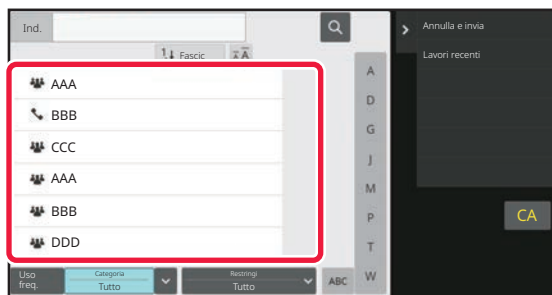 Ind.
Annulla e invia
Lavori recenti
Fascic
A
AAA
BBB
CCC
AAA
BBB
DDD
A
D
G
J
M
P
T
W
CA
Uso freq.
Categoria
Tutto
Restringi
Tutto
ABC